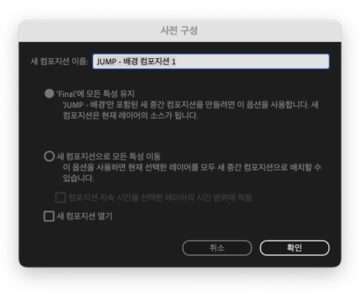 사전 구성
새 컴포지션 이름: JUMP - 배경 컴포지션 1
'Final'에 모든 특성 유지
'JUMP - 배경'만 포함된 새 중간 컴포지션을 만들려면 이 옵션을 사용합니다. 새
컴포지션은 현재 레이어의 소스가 됩니다.
새 컴포지션으로 모든 특성 이동
이 옵션을 사용하면 현재 선택한 레이어를 모두 새 중간 컴포지션으로 배치할 수
있습니다.
컴포지션 지속 시간을 선택한 레이어의 시간 범위에 적용
새 컴포지션 열기
취소
확인